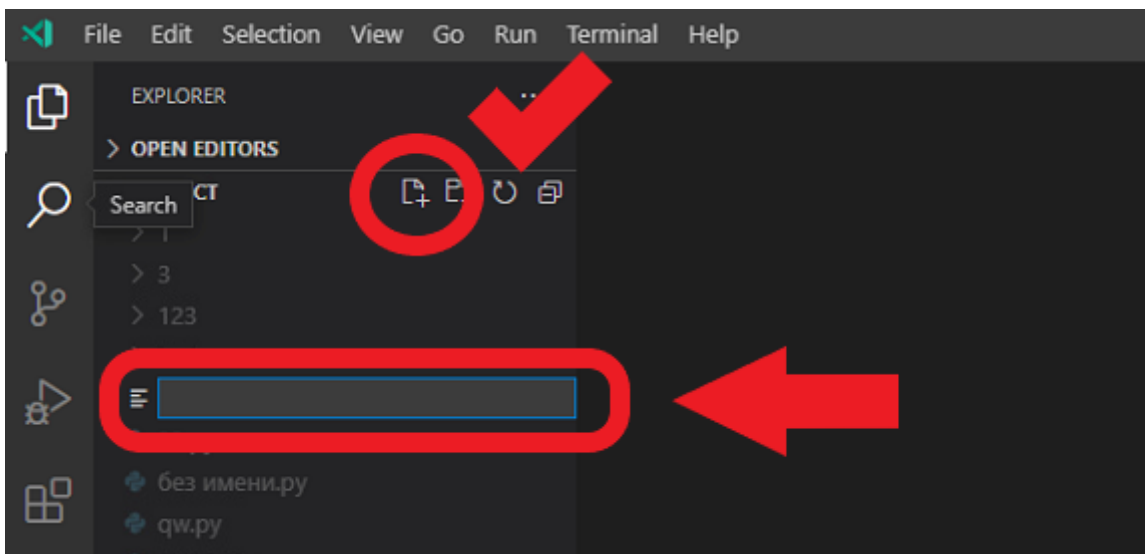 File Edit Selection View Go Run Terminal Help
EXPLORER
OPEN EDITORS
Search
1
3
123
без имени.py
qw.py